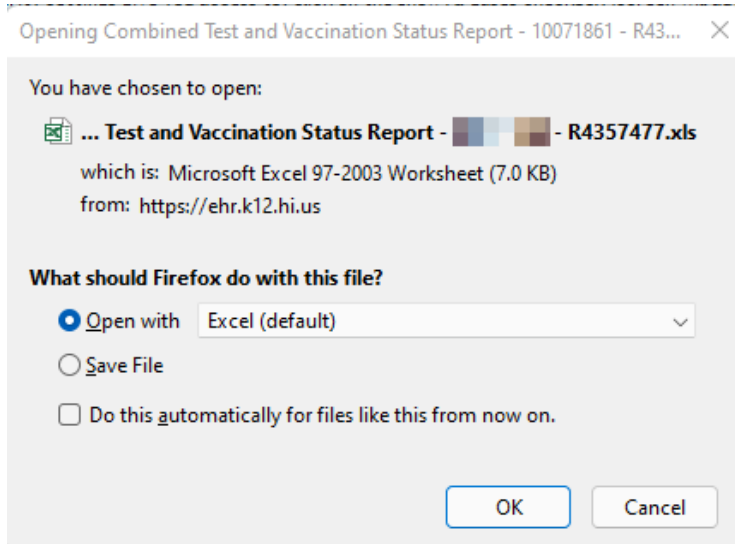 Opening Combined Test and Vaccination Status Report - 10071861 - R43...
You have chosen to open:
... Test and Vaccination Status Report - - R4357477.xls
which is: Microsoft Excel 97-2003 Worksheet (7.0 KB)
from: https://ehr.k12.hi.us
What should Firefox do with this file?
Open with Excel (default)
Save File
Do this automatically for files like this from now on.
OK Cancel